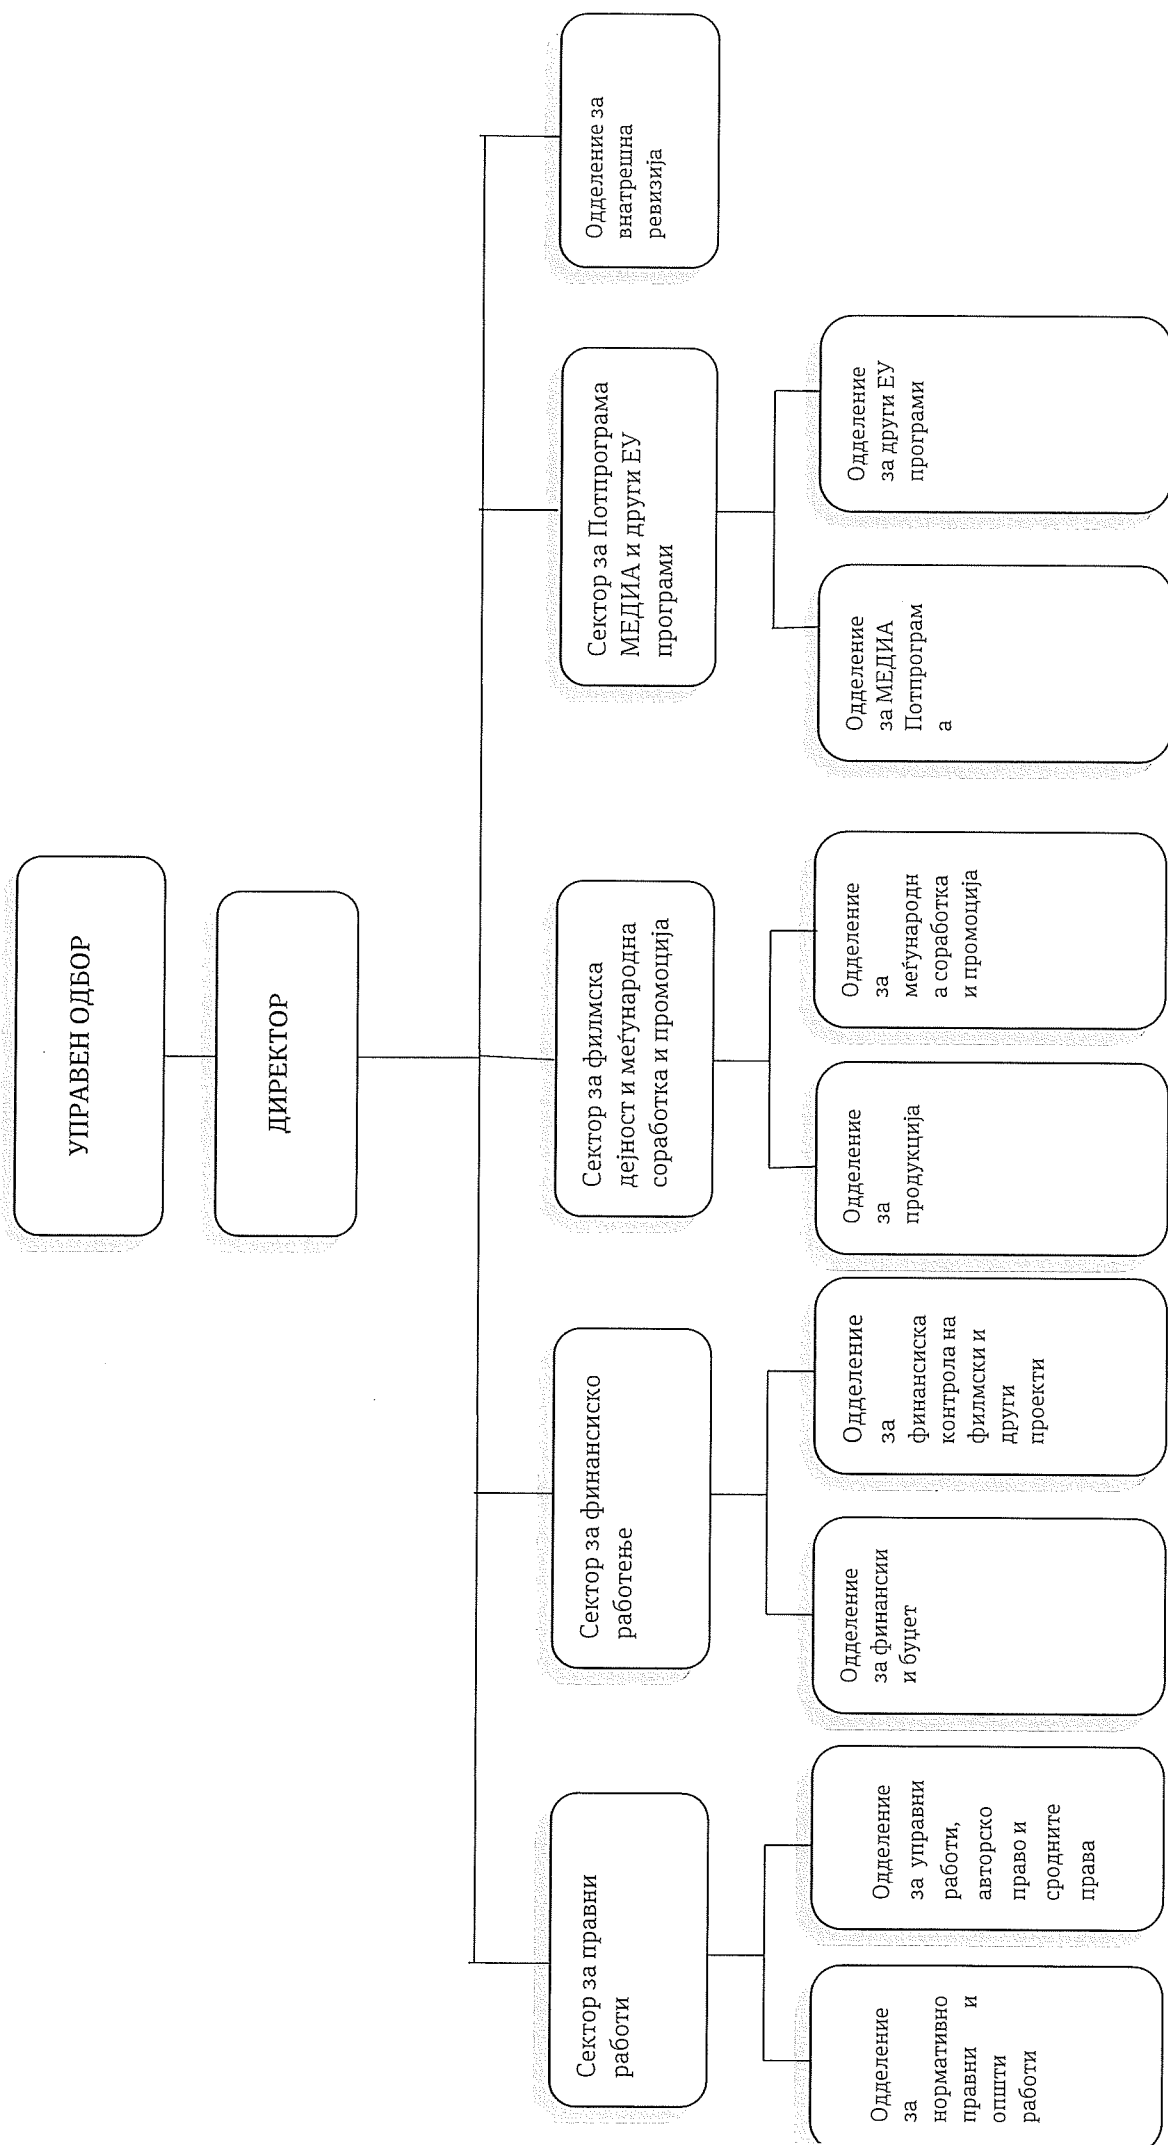 УПРАВЕН ОДБОР
ДИРЕКТОР
Сектор за правни
работи
Сектор за финансиско
работење
Сектор за филмска
дејност и меѓународна
соработка и промоција
Сектор за Потпрограма
МЕДИА и други ЕУ
програми
Одделение за
внатрешна
ревизија
Одделение
за
нормативно
правни и
општи
работи
Одделение
за управни
работи,
авторско
право и
сродните
права
Одделение
за финансии
и буџет
Одделение
за
финансиска
контрола на
филмски и
други
проекти
Одделение
за
продукција
Одделение
за
меѓународн
а соработка
и промоција
Одделение
за МЕДИА
Потпрограм
а
Одделение
за други ЕУ
програми